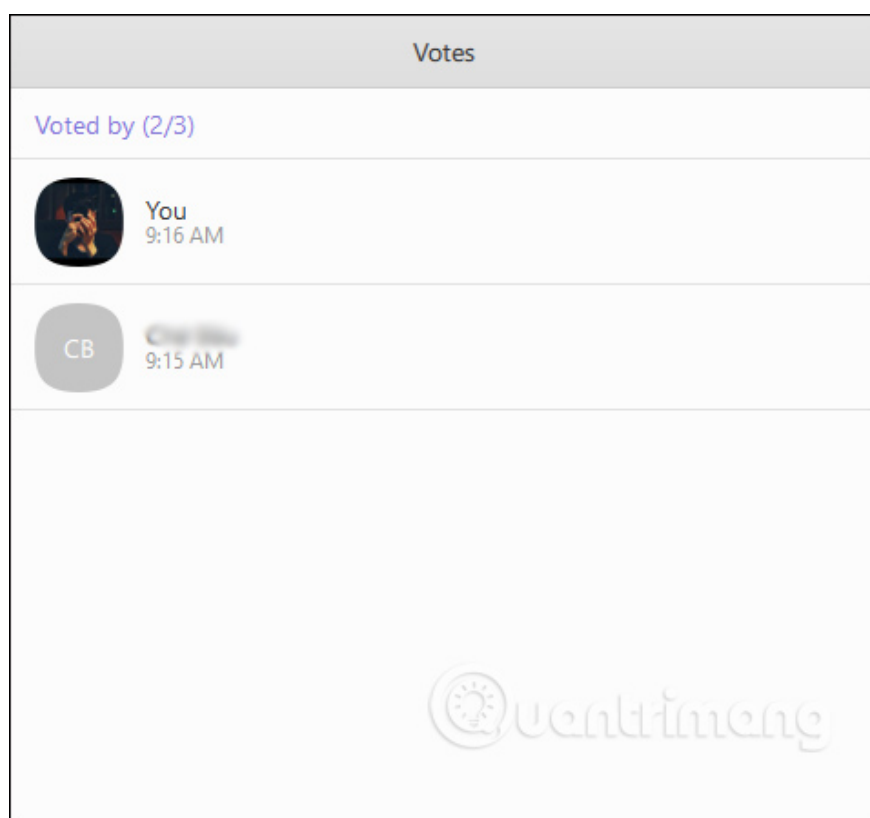 Votes
Voted by (2/3)
You
9:16 AM
CB
9:15 AM
Quantrimang